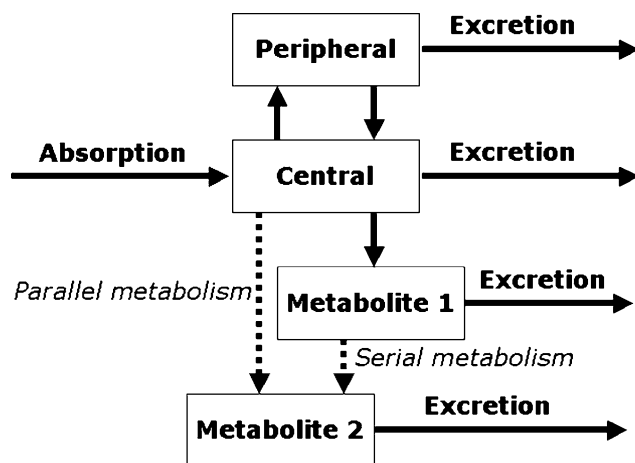 Excretion
Peripheral
Absorption
Excretion
Central
Parallel metabolism
Excretion
Metabolite 1
Serial metabolism
Excretion
Metabolite 2